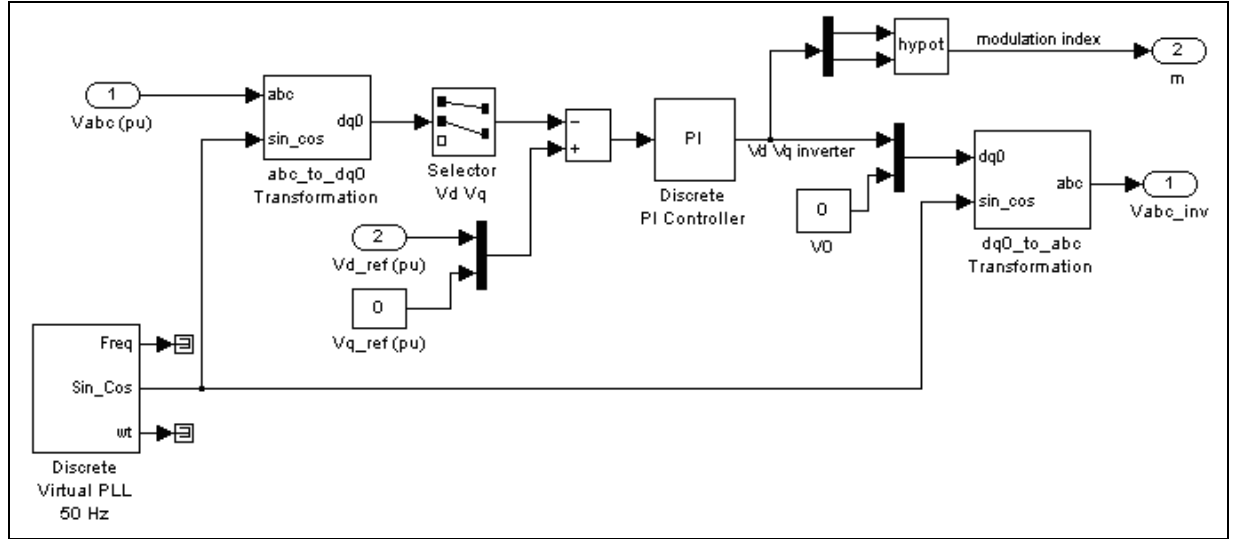 hypot
modulation index
2
m
1
Vabc (pu)
abc
sin_cos
dq0
abc_to_dq0
Transformation
Selector
Vd Vq
−
+
PI
Discrete
PI Controller
Vd Vq inverter
0
V0
dq0
sin_cos
abc
dq0_to_abc
Transformation
1
Vabc_inv
2
Vd_ref (pu)
0
Vq_ref (pu)
Freq
Sin_Cos
wt
Discrete
Virtual PLL
50 Hz